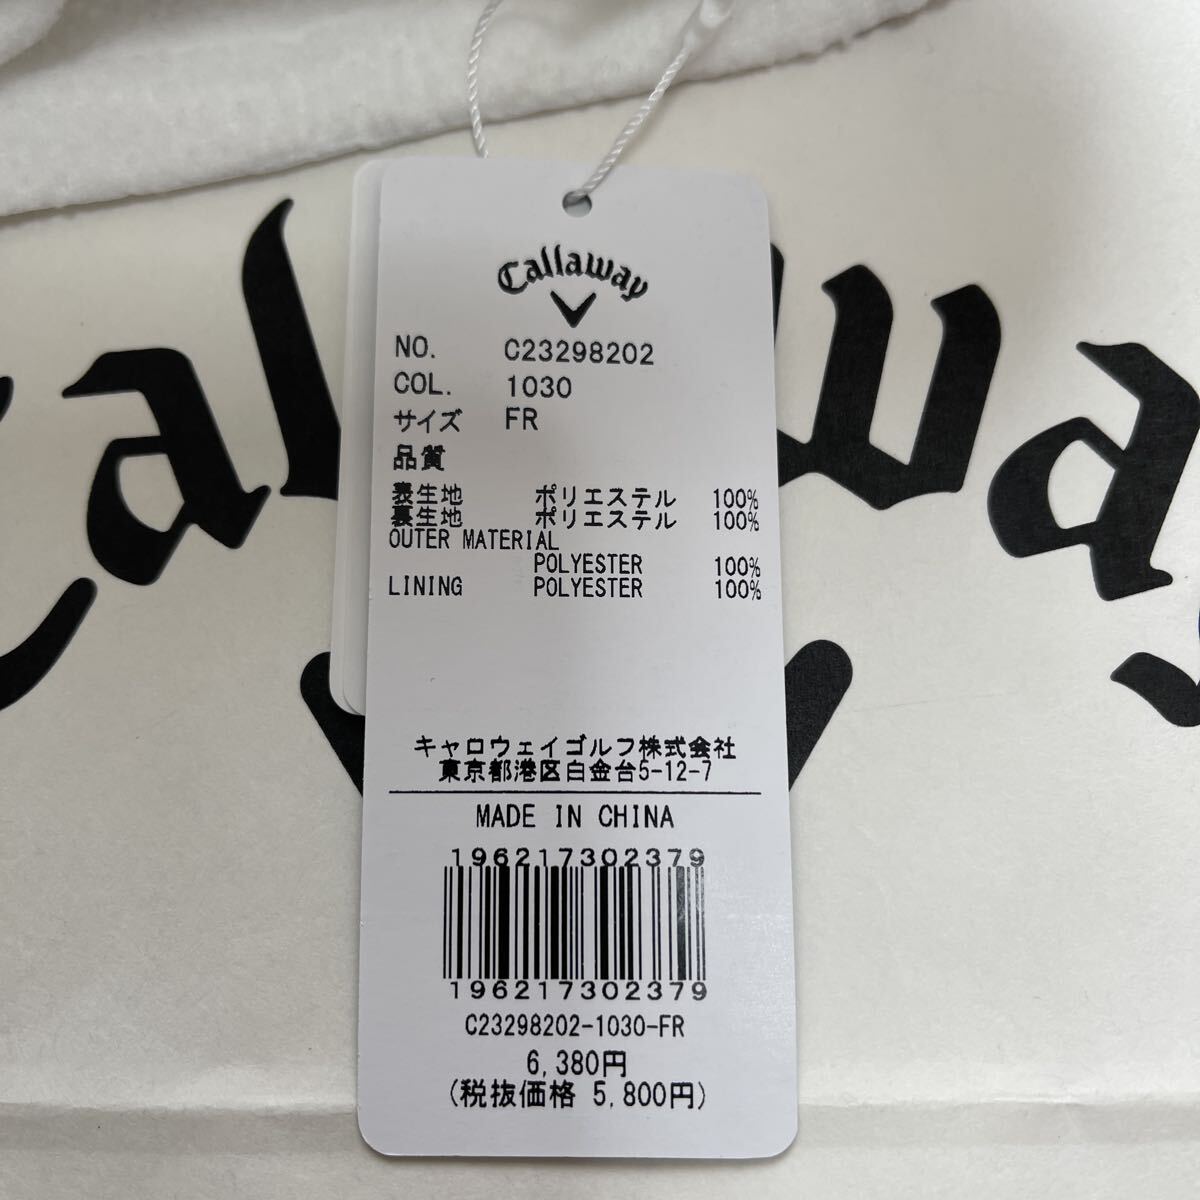 Callaway
Callaway
NO. C23298202
COL. 1030
サイズ FR
品質
表生地 ポリエステル 100%
裏生地 ポリエステル 100%
OUTER MATERIAL
POLYESTER 100%
LINING POLYESTER 100%
キャロウェイゴルフ株式会社
東京都港区白金台5-12-7
MADE IN CHINA
196217302379
196217302379
C23298202-1030-FR
6,380円
(税抜価格 5,800円)